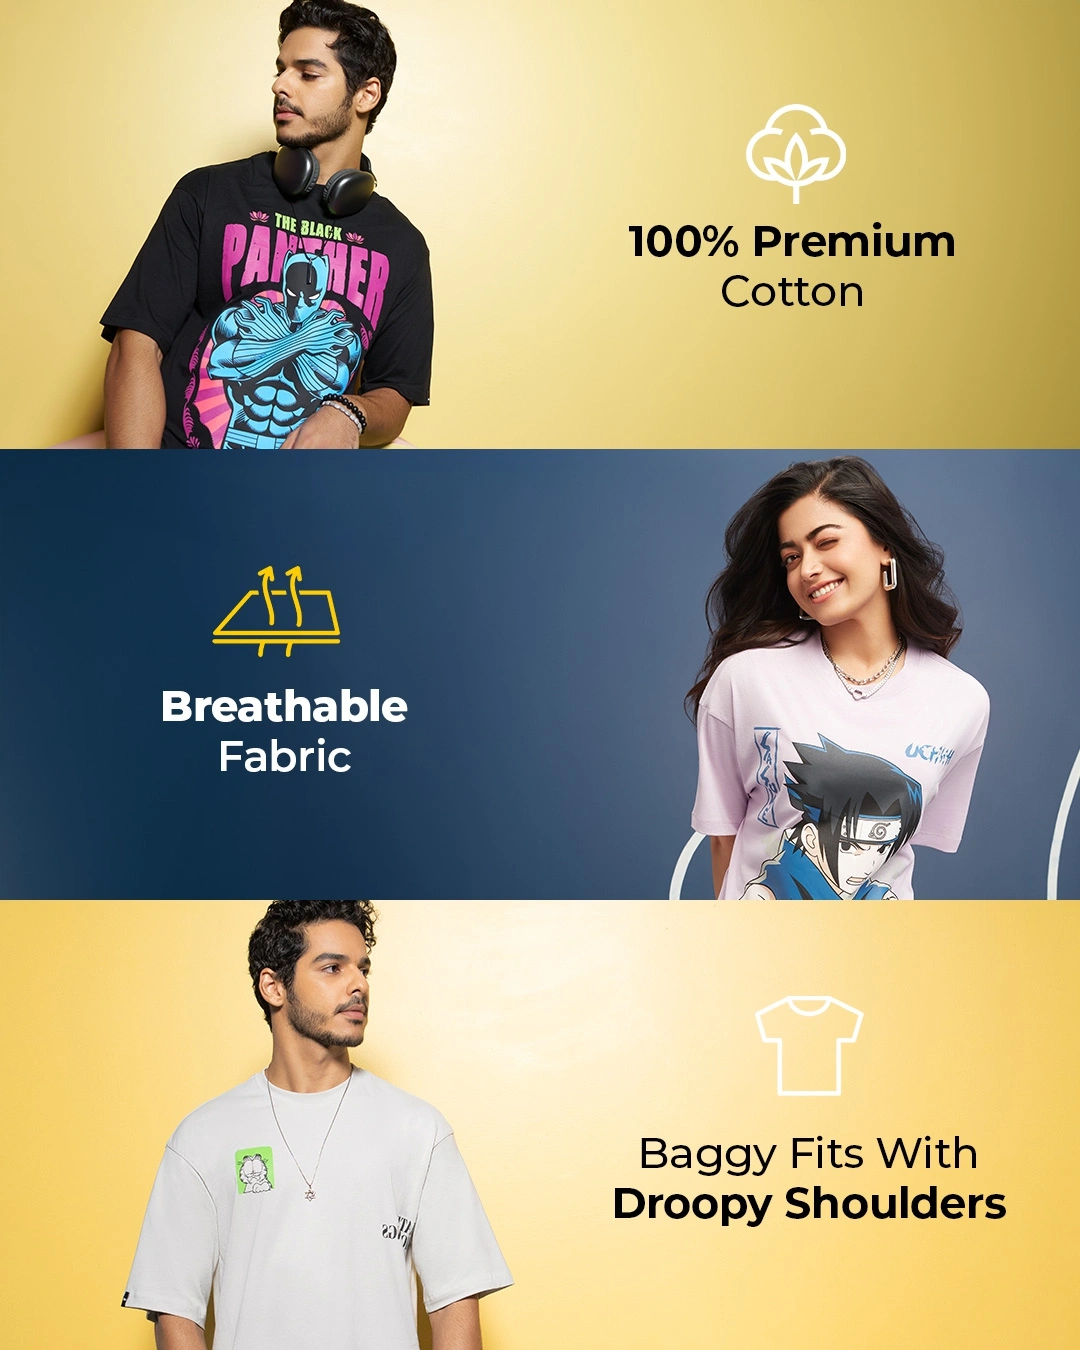 THE BLACK
PANTHER
100% Premium
Cotton
Breathable
Fabric
UCHIHA
Baggy Fits With
Droopy Shoulders